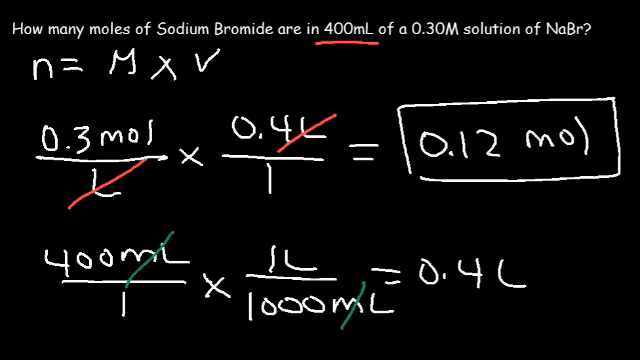 How many moles of Sodium Bromide are in 400mL of a 0.30M solution of NaBr?
n = M x V
0.3 mol / L x 0.4 L / 1 = 0.12 mol
400 mL / 1 x 1L / 1000 mL = 0.4 L